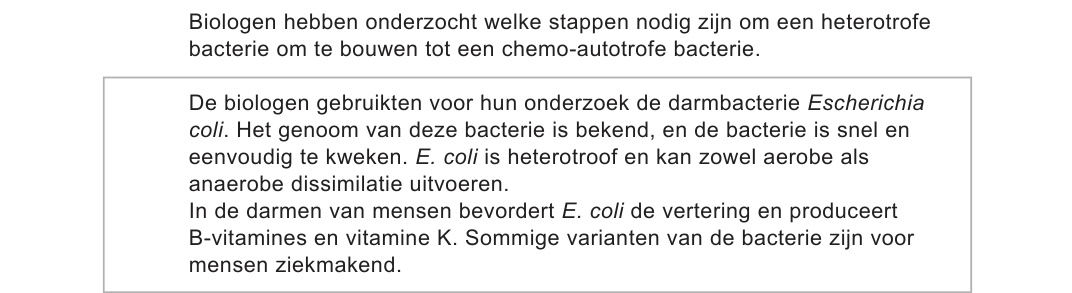 Biologen hebben onderzocht welke stappen nodig zijn om een heterotrofe
bacterie om te bouwen tot een chemo-autotrofe bacterie.
De biologen gebruikten voor hun onderzoek de darmbacterie Escherichia
coli. Het genoom van deze bacterie is bekend, en de bacterie is snel en
eenvoudig te kweken. E. coli is heterotroof en kan zowel aerobe als
anaerobe dissimilatie uitvoeren.
In de darmen van mensen bevordert E. coli de vertering en produceert
B-vitamines en vitamine K. Sommige varianten van de bacterie zijn voor
mensen ziekmakend.